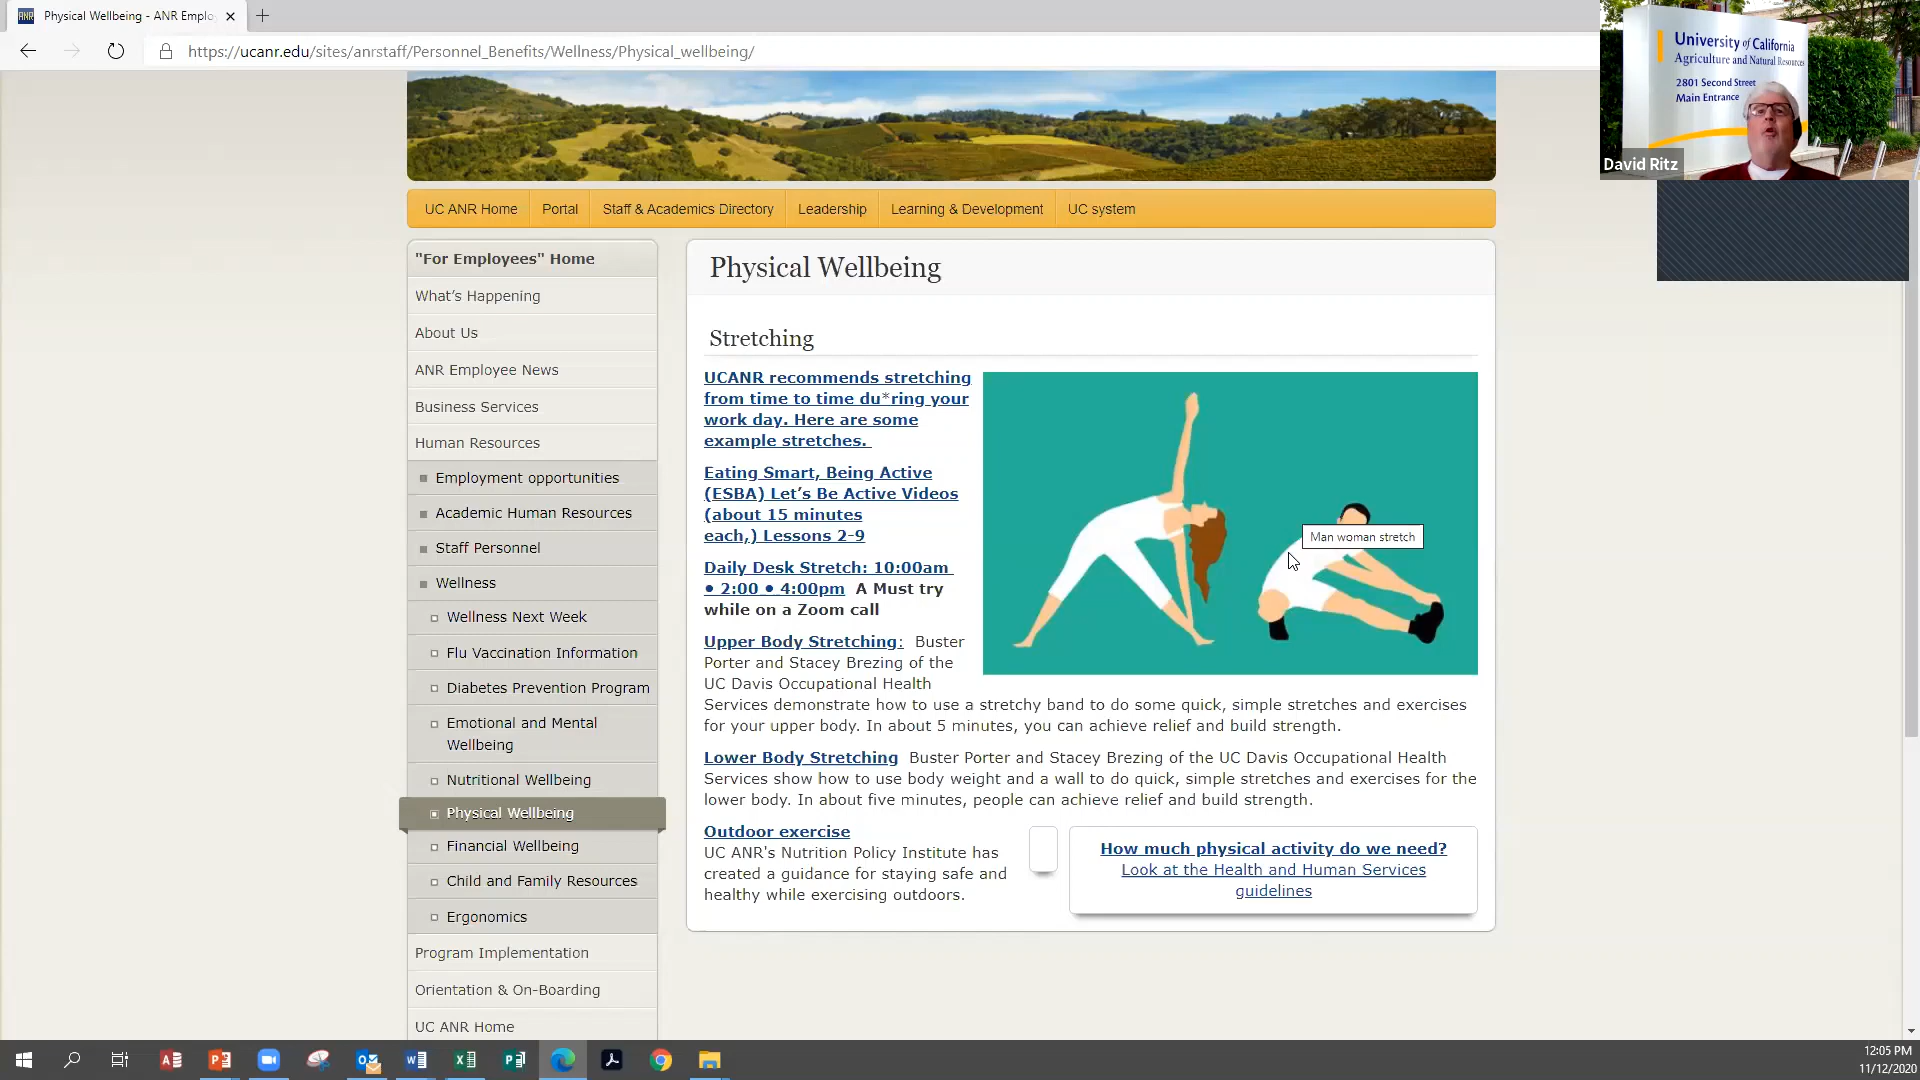 Physical Wellbeing - ANR Emplo
https://ucanr.edu/sites/anrstaff/Personnel_Benefits/Wellness/Physical_wellbeing/
University of California
Agriculture and Natural Resources
2801 Second Street
Main Entrance
David Ritz
UC ANR Home
Portal
Staff & Academics Directory
Leadership
Learning & Development
UC system
"For Employees" Home
What's Happening
About Us
ANR Employee News
Business Services
Human Resources
Employment opportunities
Academic Human Resources
Staff Personnel
Wellness
Wellness Next Week
Flu Vaccination Information
Diabetes Prevention Program
Emotional and Mental
Wellbeing
Nutritional Wellbeing
Physical Wellbeing
Financial Wellbeing
Child and Family Resources
Ergonomics
Program Implementation
Orientation & On-Boarding
UC ANR Home
Physical Wellbeing
Stretching
UCANR recommends stretching
from time to time du*ring your
work day. Here are some
example stretches.
Eating Smart, Being Active
(ESBA) Let's Be Active Videos
(about 15 minutes
each,) Lessons 2-9
Daily Desk Stretch: 10:00am
• 2:00 • 4:00pm A Must try
while on a Zoom call
Man woman stretch
Upper Body Stretching: Buster
Porter and Stacey Brezing of the
UC Davis Occupational Health
Services demonstrate how to use a stretchy band to do some quick, simple stretches and exercises
for your upper body. In about 5 minutes, you can achieve relief and build strength.
Lower Body Stretching Buster Porter and Stacey Brezing of the UC Davis Occupational Health
Services show how to use body weight and a wall to do quick, simple stretches and exercises for the
lower body. In about five minutes, people can achieve relief and build strength.
Outdoor exercise
UC ANR's Nutrition Policy Institute has
created a guidance for staying safe and
healthy while exercising outdoors.
How much physical activity do we need?
Look at the Health and Human Services
guidelines
12:05 PM
11/12/2020